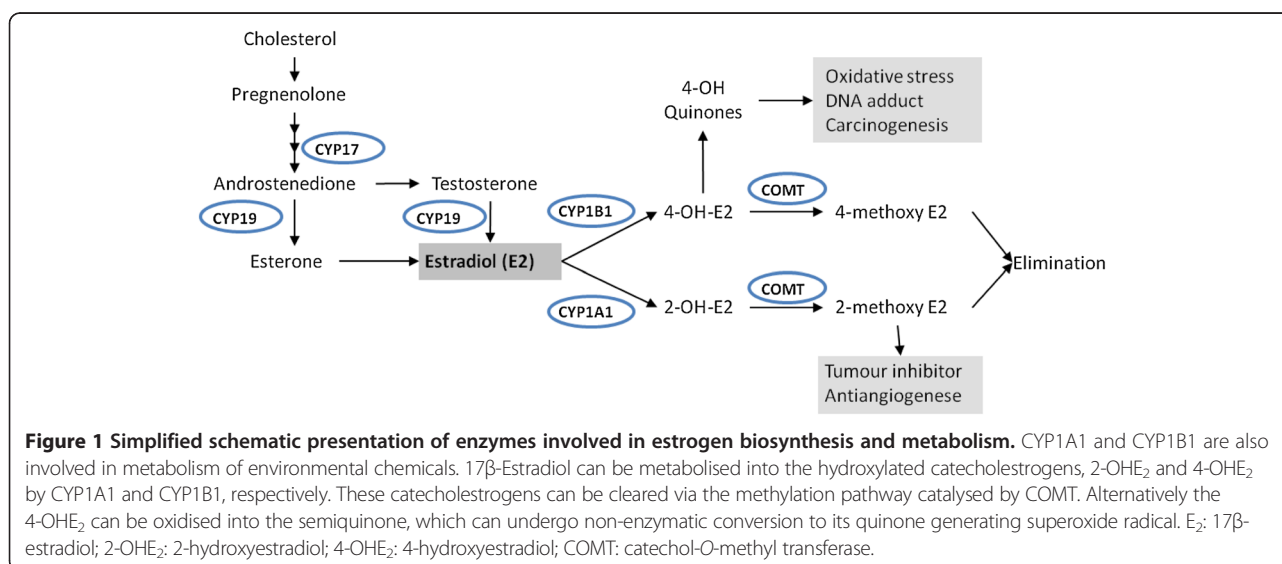 Cholesterol
Pregnenolone
CYP17
Androstenedione
Testosterone
CYP19
CYP19
Esterone
Estradiol (E2)
CYP1B1
CYP1A1
4-OH
Quinones
Oxidative stress
DNA adduct
Carcinogenesis
4-OH-E2
COMT
4-methoxy E2
2-OH-E2
COMT
2-methoxy E2
Elimination
Tumour inhibitor
Antiangiogenese
Figure 1 Simplified schematic presentation of enzymes involved in estrogen biosynthesis and metabolism. CYP1A1 and CYP1B1 are also
involved in metabolism of environmental chemicals. 17β-Estradiol can be metabolised into the hydroxylated catecholestrogens, 2-OHE₂ and 4-OHE₂
by CYP1A1 and CYP1B1, respectively. These catecholestrogens can be cleared via the methylation pathway catalysed by COMT. Alternatively the
4-OHE₂ can be oxidised into the semiquinone, which can undergo non-enzymatic conversion to its quinone generating superoxide radical. E₂: 17β-
estradiol; 2-OHE₂: 2-hydroxyestradiol; 4-OHE₂: 4-hydroxyestradiol; COMT: catechol-O-methyl transferase.